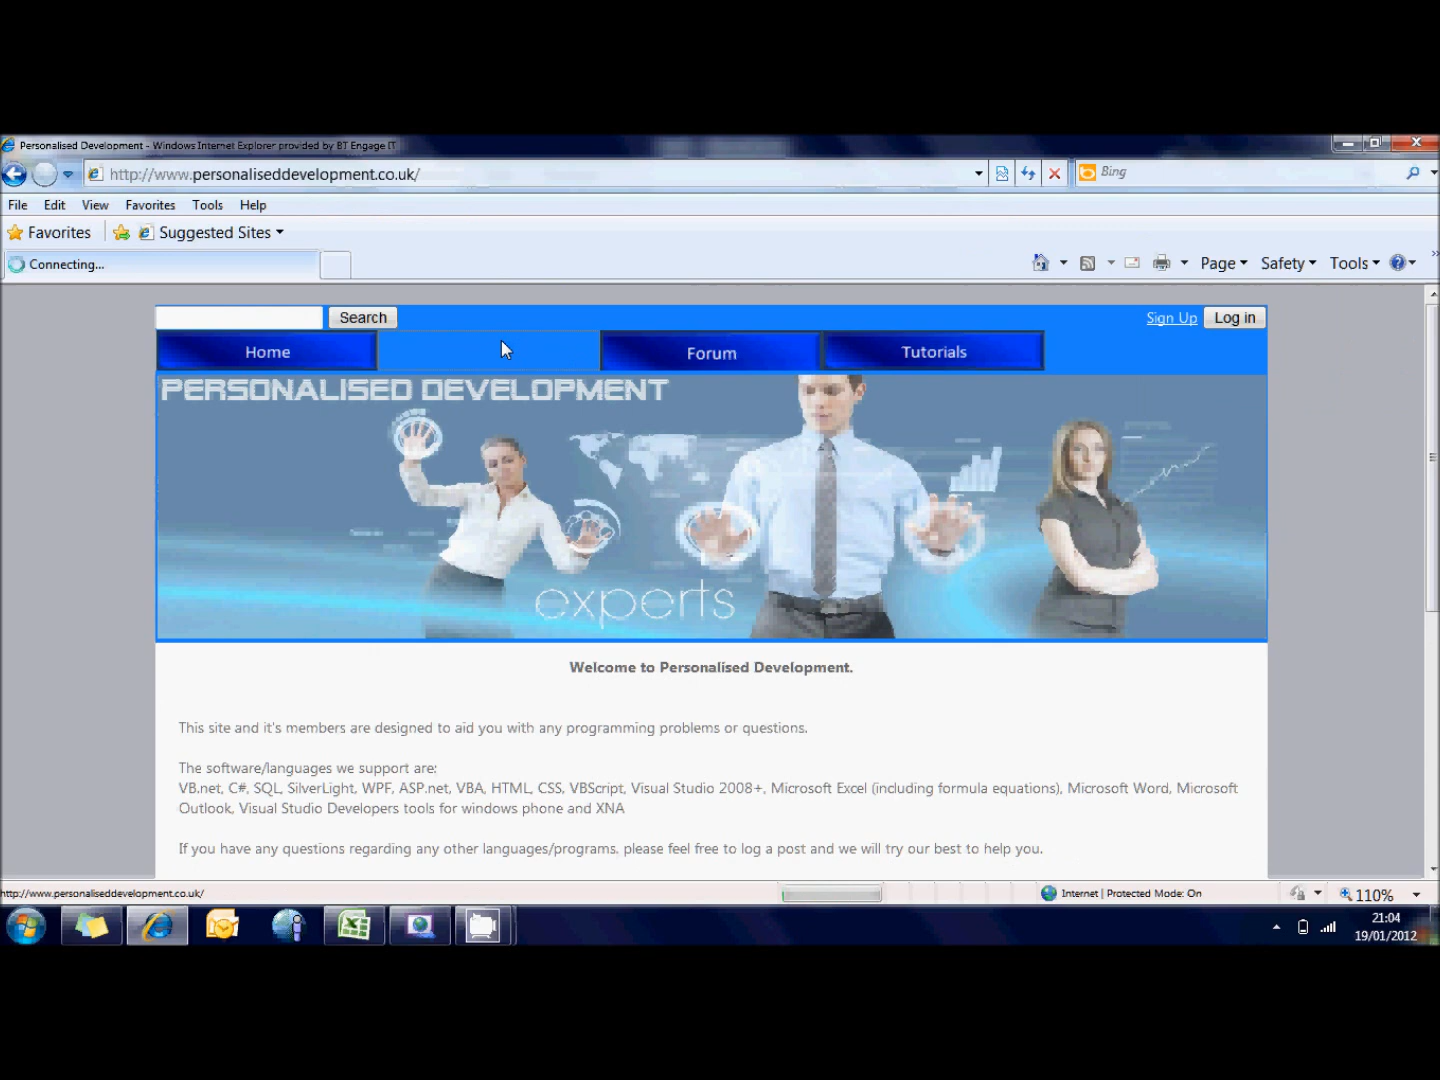 Personalised Development - Windows Internet Explorer provided by BT Engage IT
http://www.personaliseddevelopment.co.uk/
Bing
File Edit View Favorites Tools Help
Favorites Suggested Sites
Connecting...
Page Safety Tools
Search Sign Up Log in
Home Forum Tutorials
PERSONALISED DEVELOPMENT
experts
Welcome to Personalised Development.
This site and it's members are designed to aid you with any programming problems or questions.
The software/languages we support are:
VB.net, C#, SQL, SilverLight, WPF, ASP.net, VBA, HTML, CSS, VBScript, Visual Studio 2008+, Microsoft Excel (including formula equations), Microsoft Word, Microsoft
Outlook, Visual Studio Developers tools for windows phone and XNA
If you have any questions regarding any other languages/programs. please feel free to log a post and we will try our best to help you.
http://www.personaliseddevelopment.co.uk/ Internet | Protected Mode: On 110%
21:04
19/01/2012